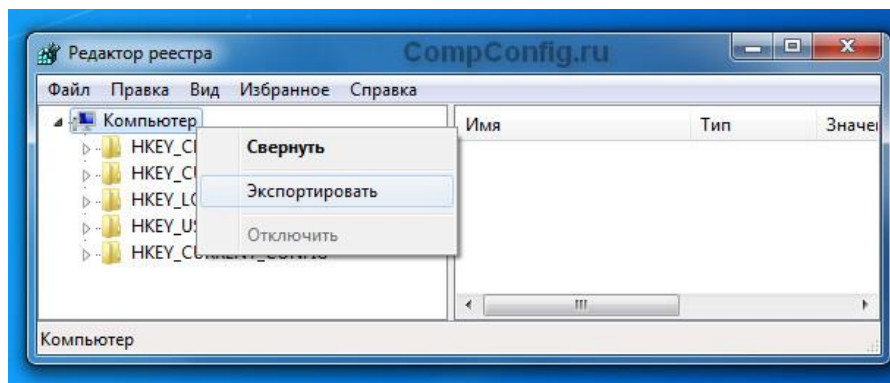 Редактор реестра
CompConfig.ru
Файл Правка Вид Избранное Справка
Компьютер
Имя Тип
Свернуть
Экспортировать
Отключить
Компьютер